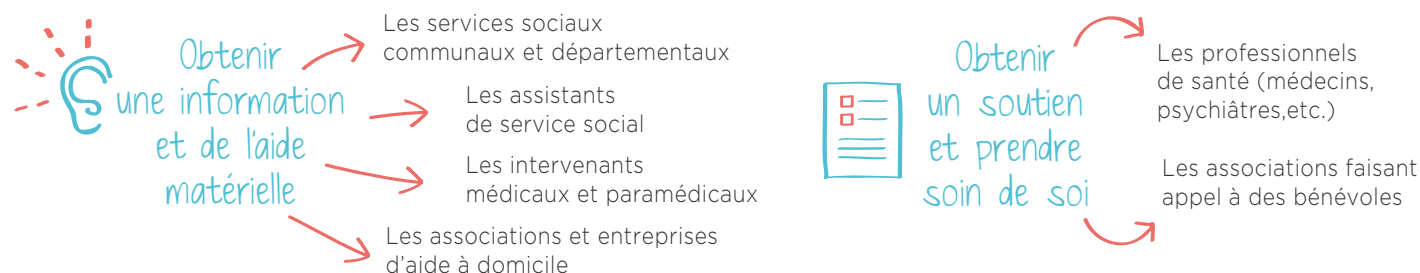 Obtenir
une information
et de l'aide
matérielle
Les services sociaux
communaux et départementaux
Les assistants
de service social
Les intervenants
médicaux et paramédicaux
Les associations et entreprises
d'aide à domicile
Obtenir
un soutien
et prendre
soin de soi
Les professionnels
de santé (médecins,
psychiâtres,etc.)
Les associations faisant
appel à des bénévoles